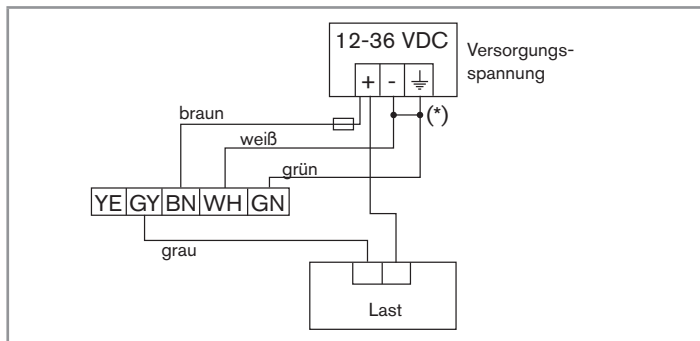 12-36 VDC
Versorgungs-
spannung
+ -
(*)
braun
weiß
grün
YE GY BN WH GN
grau
Last